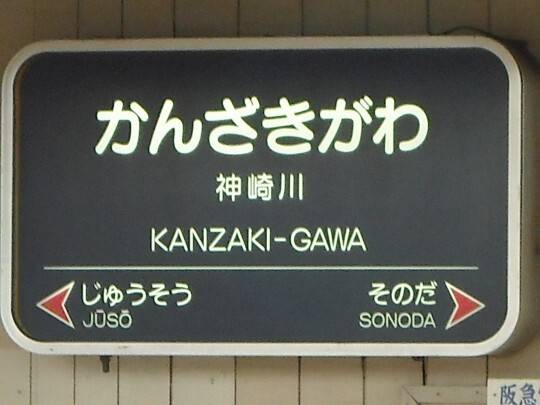 かんざきがわ
神崎川
KANZAKI-GAWA
じゅうそう そのだ
JŪSŌ SONODA
阪急